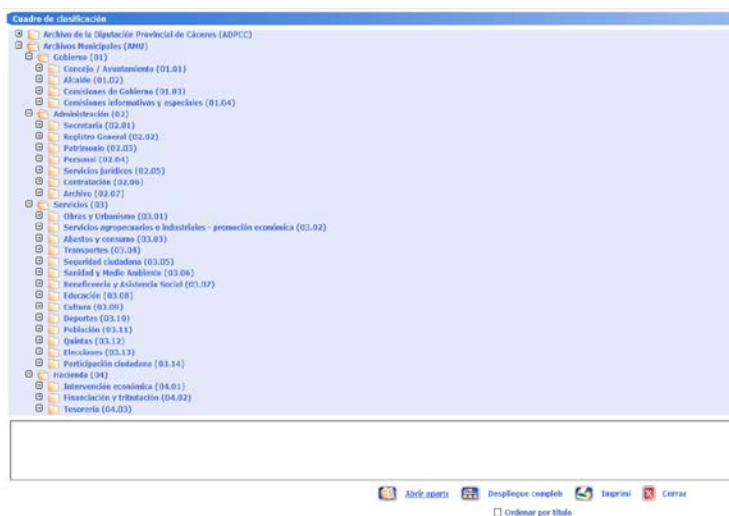 Cuadro de clasificación
Archivo de la Diputación Provincial de Cáceres (ADPCC)
Archivos Municipales (AMU)
Gobierno (01)
Concejo / Ayuntamiento (01.01)
Alcalde (01.02)
Comisiones de Gobierno (01.03)
Comisiones informativas y especiales (01.04)
Administración (02)
Secretaría (02.01)
Registro General (02.02)
Patrimonio (02.03)
Personal (02.04)
Servicios jurídicos (02.05)
Contratación (02.06)
Archivo (02.07)
Servicios (03)
Obras y Urbanismo (03.01)
Servicios agropecuarios e industriales - promoción económica (03.02)
Abastos y consumo (03.03)
Transportes (03.04)
Seguridad ciudadana (03.05)
Sanidad y Medio Ambiente (03.06)
Beneficencia y Asistencia Social (03.07)
Educación (03.08)
Cultura (03.09)
Deportes (03.10)
Población (03.11)
Quintas (03.12)
Elecciones (03.13)
Participación ciudadana (03.14)
Hacienda (04)
Intervención económica (04.01)
Financiación y tributación (04.02)
Tesorería (04.03)
Abrir aparte Despliegue complete Imprimi Cerrar
Ordenar por título